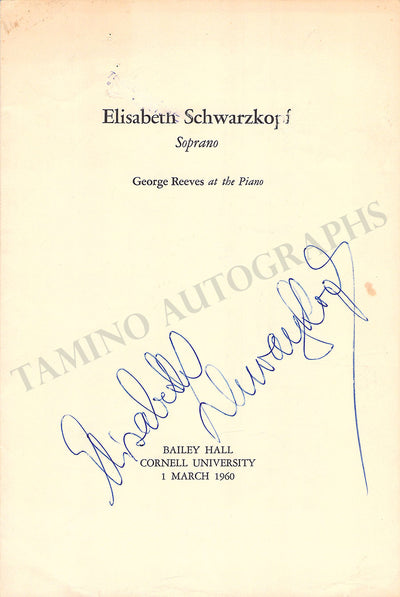 Elisabeth Schwarzkopf
Soprano
George Reeves at the Piano
TAMINO AUTOGRAPHS
Elisabeth Schwarzkopf
BAILEY HALL
CORNELL UNIVERSITY
1 MARCH 1960